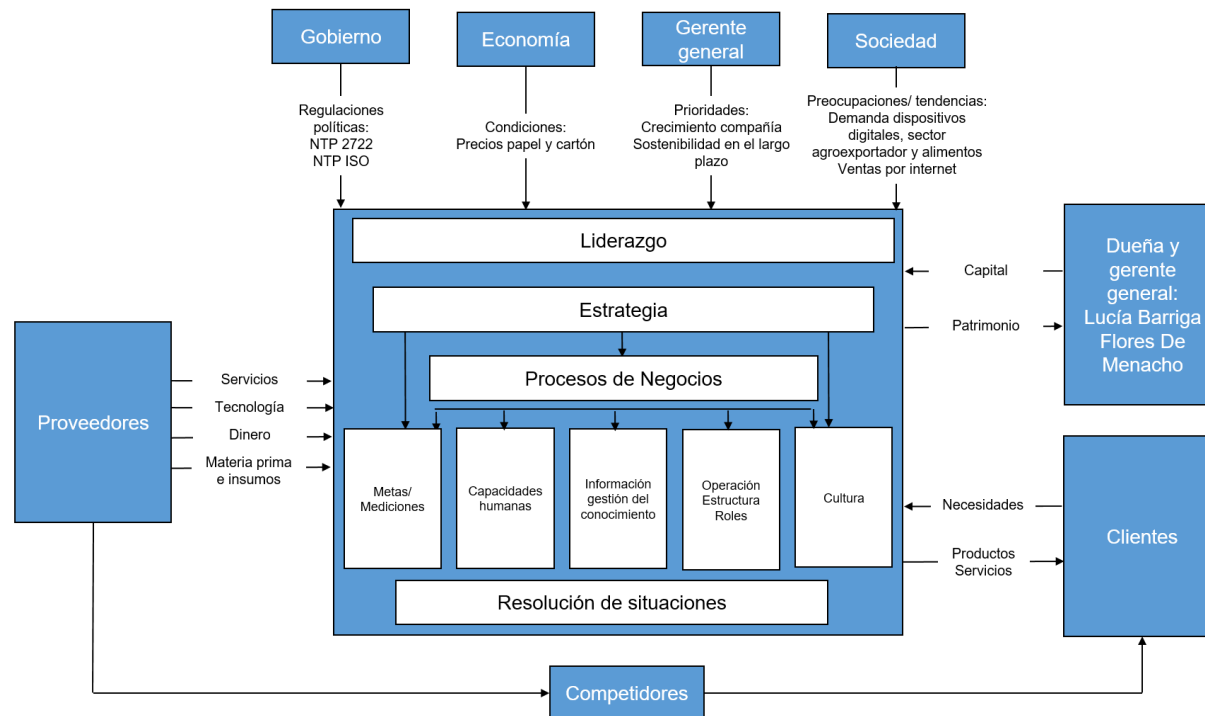 Gobierno
Economía
Gerente
general
Sociedad
Regulaciones
políticas:
NTP 2722
NTP ISO
Condiciones:
Precios papel y cartón
Prioridades:
Crecimiento compañía
Sostenibilidad en el largo
plazo
Preocupaciones/ tendencias:
Demanda dispositivos
digitales, sector
agroexportador y alimentos
Ventas por internet
Liderazgo
Estrategia
Procesos de Negocios
Metas/
Mediciones
Capacidades
humanas
Información
gestión del
conocimiento
Operación
Estructura
Roles
Cultura
Resolución de situaciones
Proveedores
Servicios
Tecnología
Dinero
Materia prima
e insumos
Capital
Patrimonio
Dueña y
gerente
general:
Lucía Barriga
Flores De
Menacho
Necesidades
Productos
Servicios
Clientes
Competidores